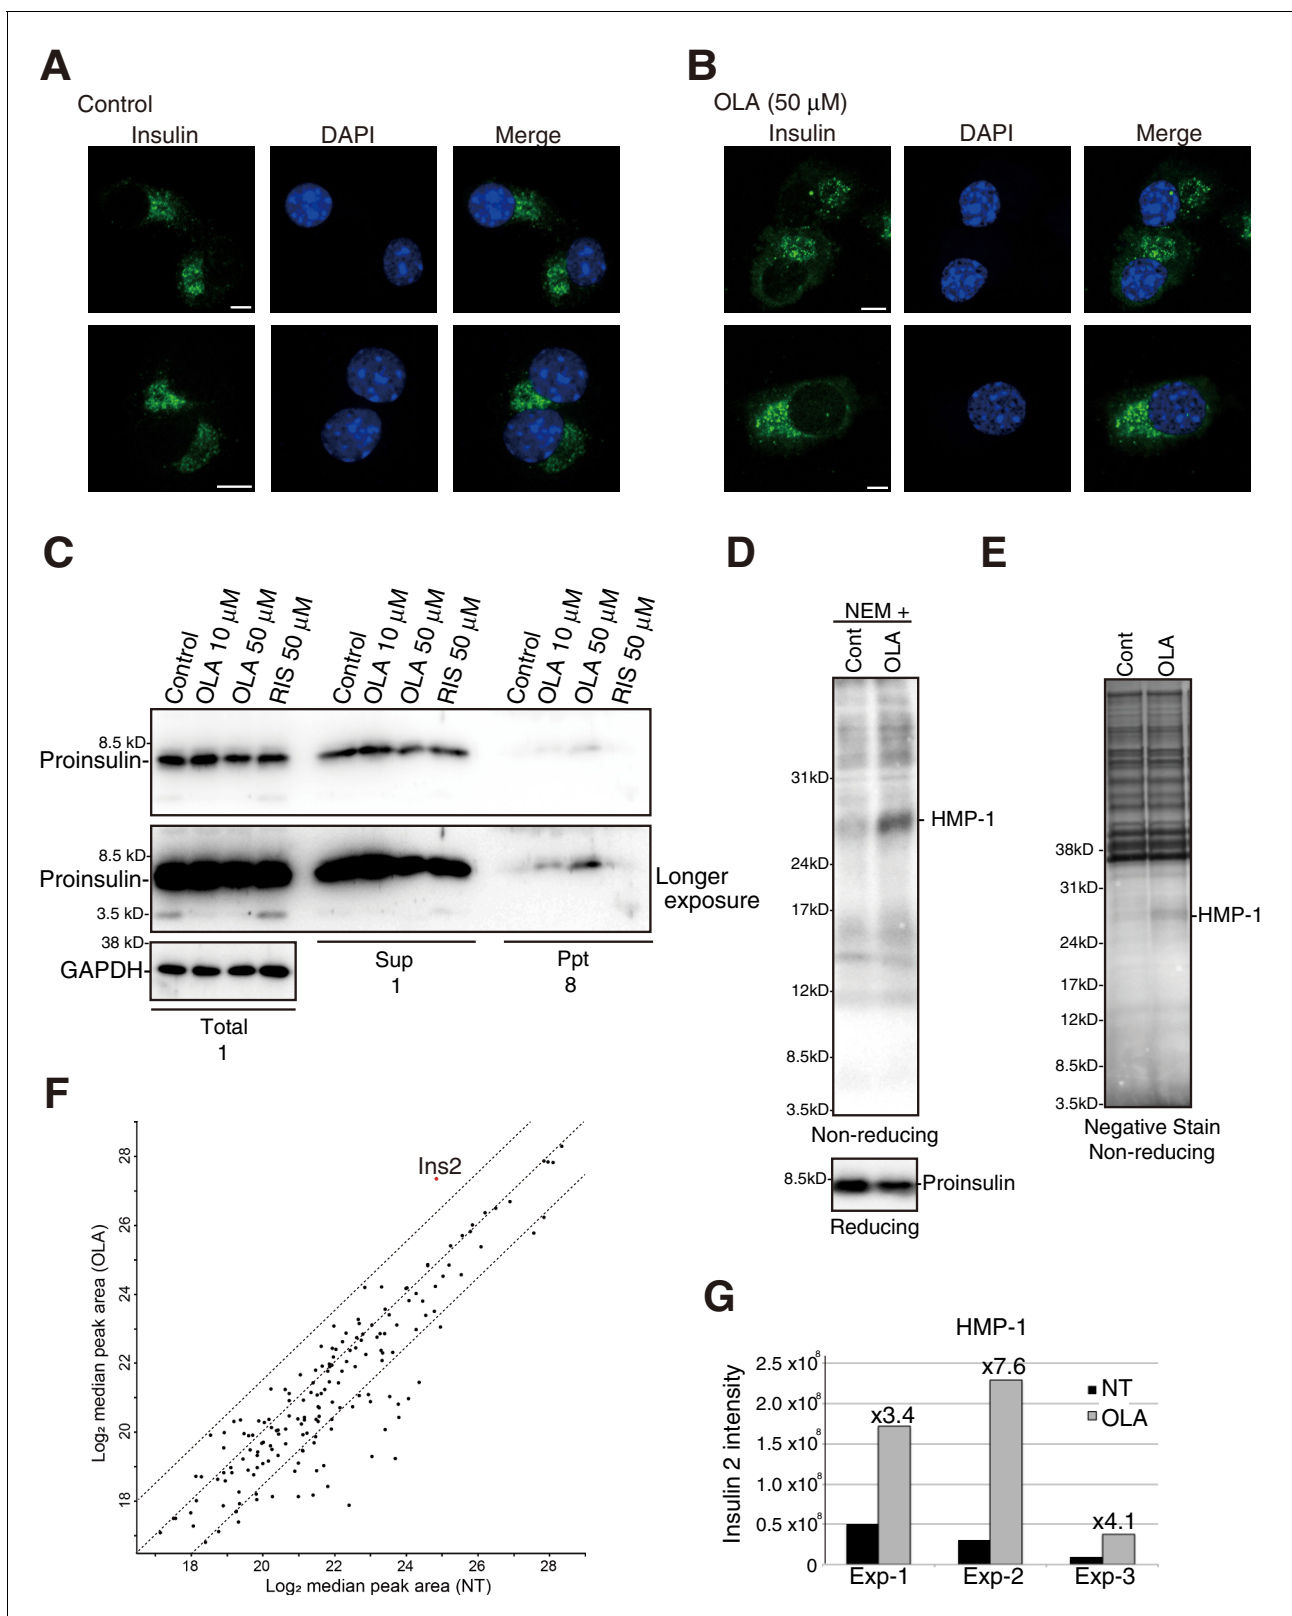 A
Control
Insulin
DAPI
Merge
B
OLA (50 μM)
Insulin
DAPI
Merge
C
Control
OLA 10 μM
OLA 50 μM
RIS 50 μM
Control
OLA 10 μM
OLA 50 μM
RIS 50 μM
Control
OLA 10 μM
OLA 50 μM
RIS 50 μM
8.5 kD-
Proinsulin-
8.5 kD-
Proinsulin-
3.5 kD-
Longer
exposure
38 kD-
GAPDH-
Total
1
Sup
1
Ppt
8
D
NEM +
Cont
OLA
31kD-
- HMP-1
24kD-
17kD-
12kD-
8.5kD-
3.5kD-
Non-reducing
8.5kD-
-Proinsulin
Reducing
E
Cont
OLA
38kD -
31kD-
-HMP-1
24kD-
17kD-
12kD-
8.5kD-
3.5kD-
Negative Stain
Non-reducing
F
Log₂ median peak area (OLA)
28
26
24
22
20
18
Ins2
18
20
22
24
26
28
Log₂ median peak area (NT)
G
HMP-1
Insulin 2 intensity
2.5 x10⁸
2.0 x10⁸
1.5 x10⁸
1.0 x10⁸
0.5 x10⁸
0
x3.4
x7.6
x4.1
NT
OLA
Exp-1
Exp-2
Exp-3